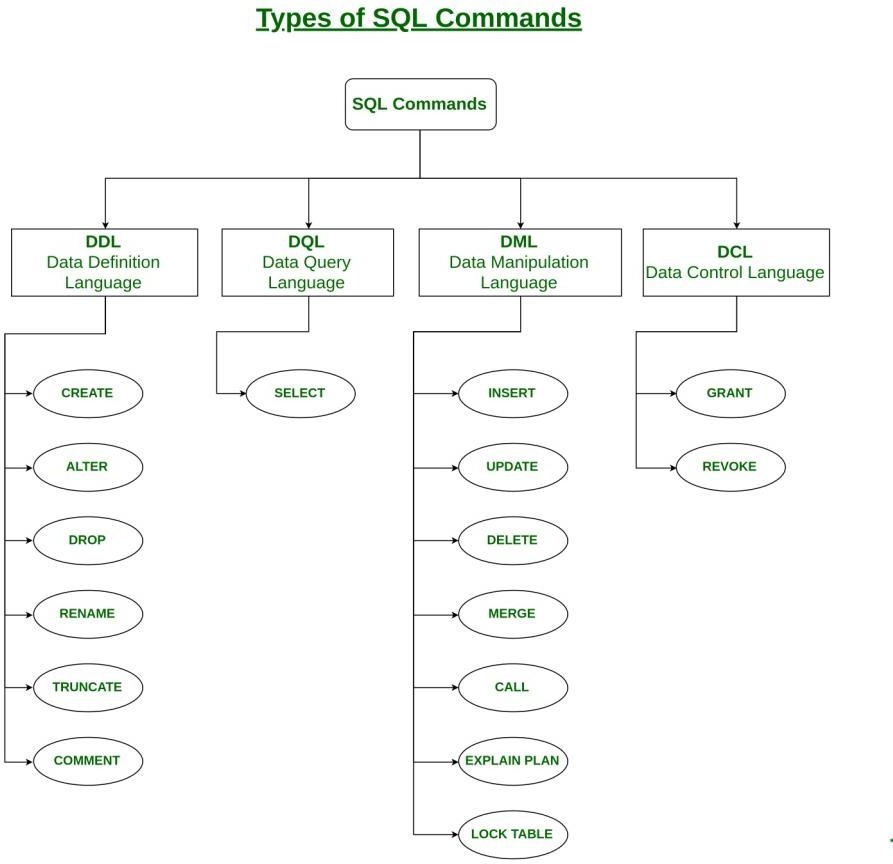 Types of SQL Commands
SQL Commands
DDL
Data Definition
Language
DQL
Data Query
Language
DML
Data Manipulation
Language
DCL
Data Control Language
CREATE
ALTER
DROP
RENAME
TRUNCATE
COMMENT
SELECT
INSERT
UPDATE
DELETE
MERGE
CALL
EXPLAIN PLAN
LOCK TABLE
GRANT
REVOKE